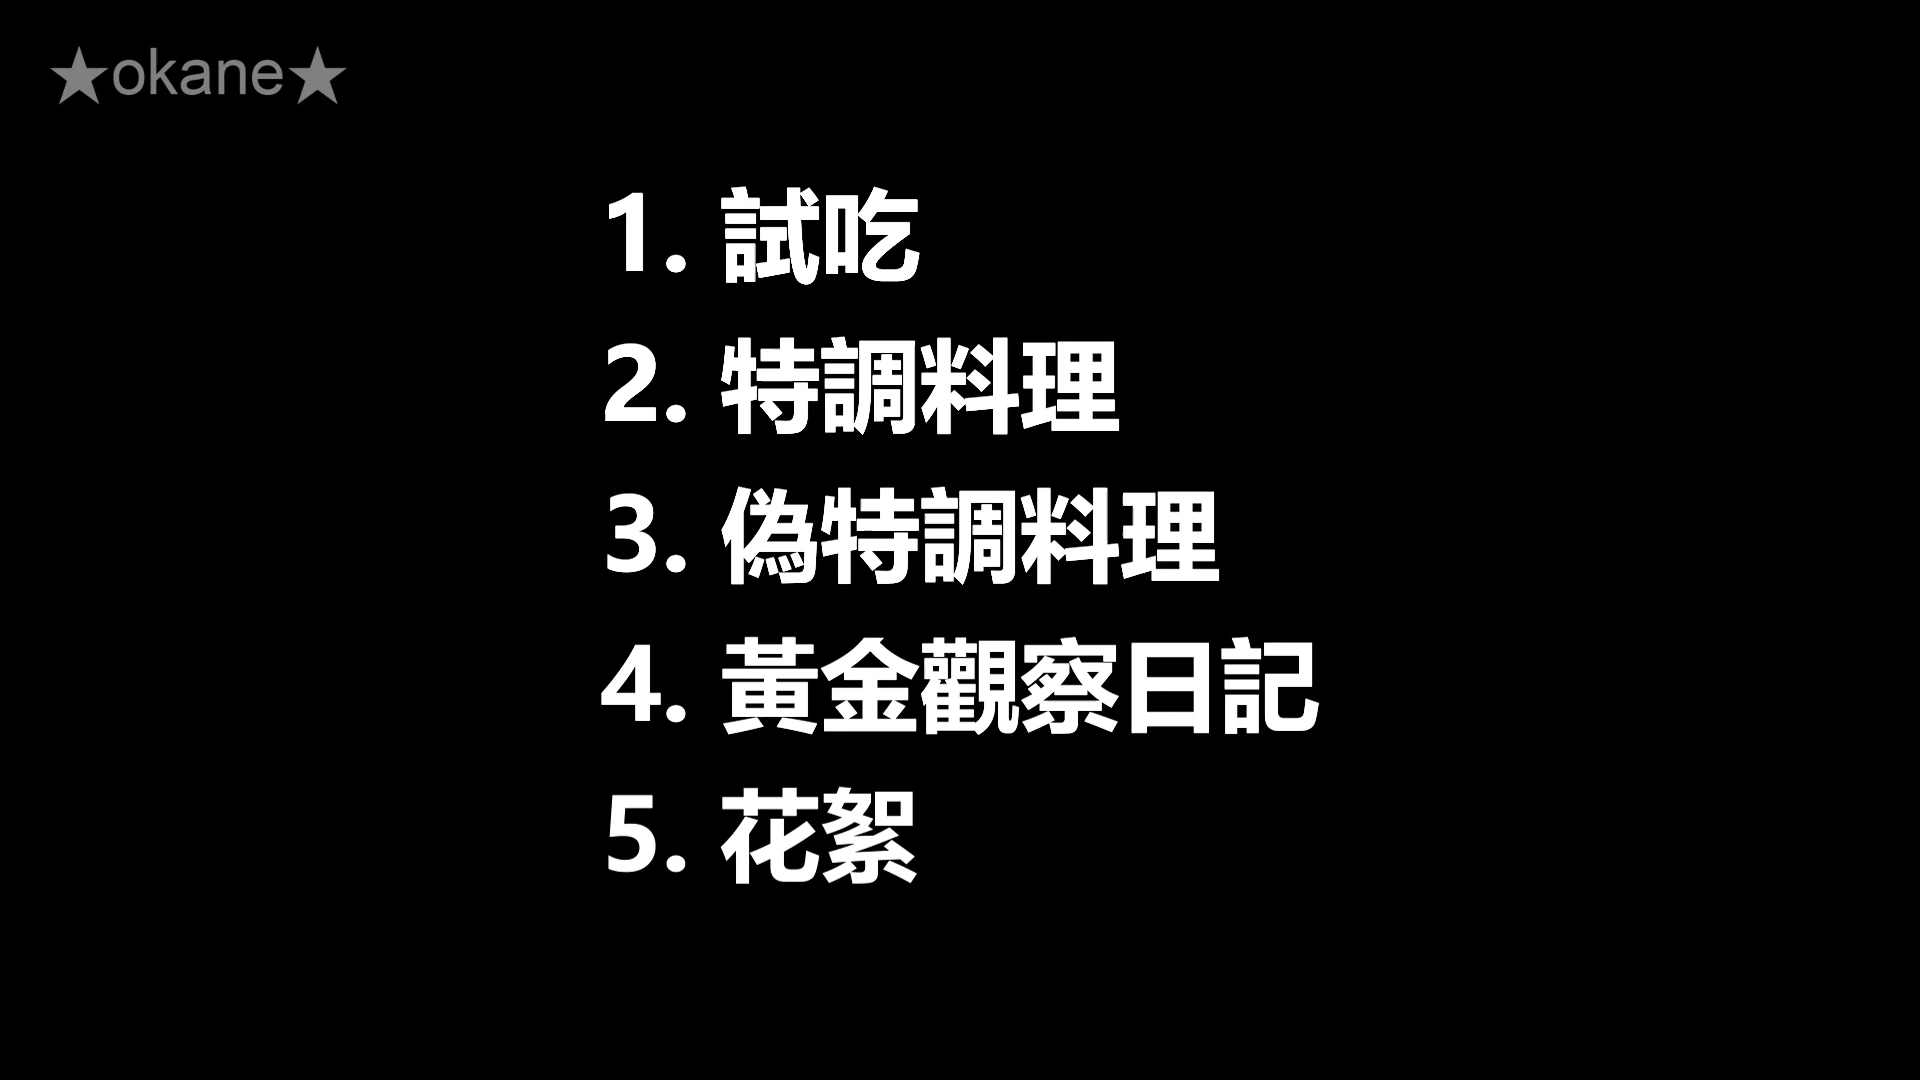 ★okane★
1. 試吃
2. 特調料理
3. 偽特調料理
4. 黃金觀察日記
5. 花絮